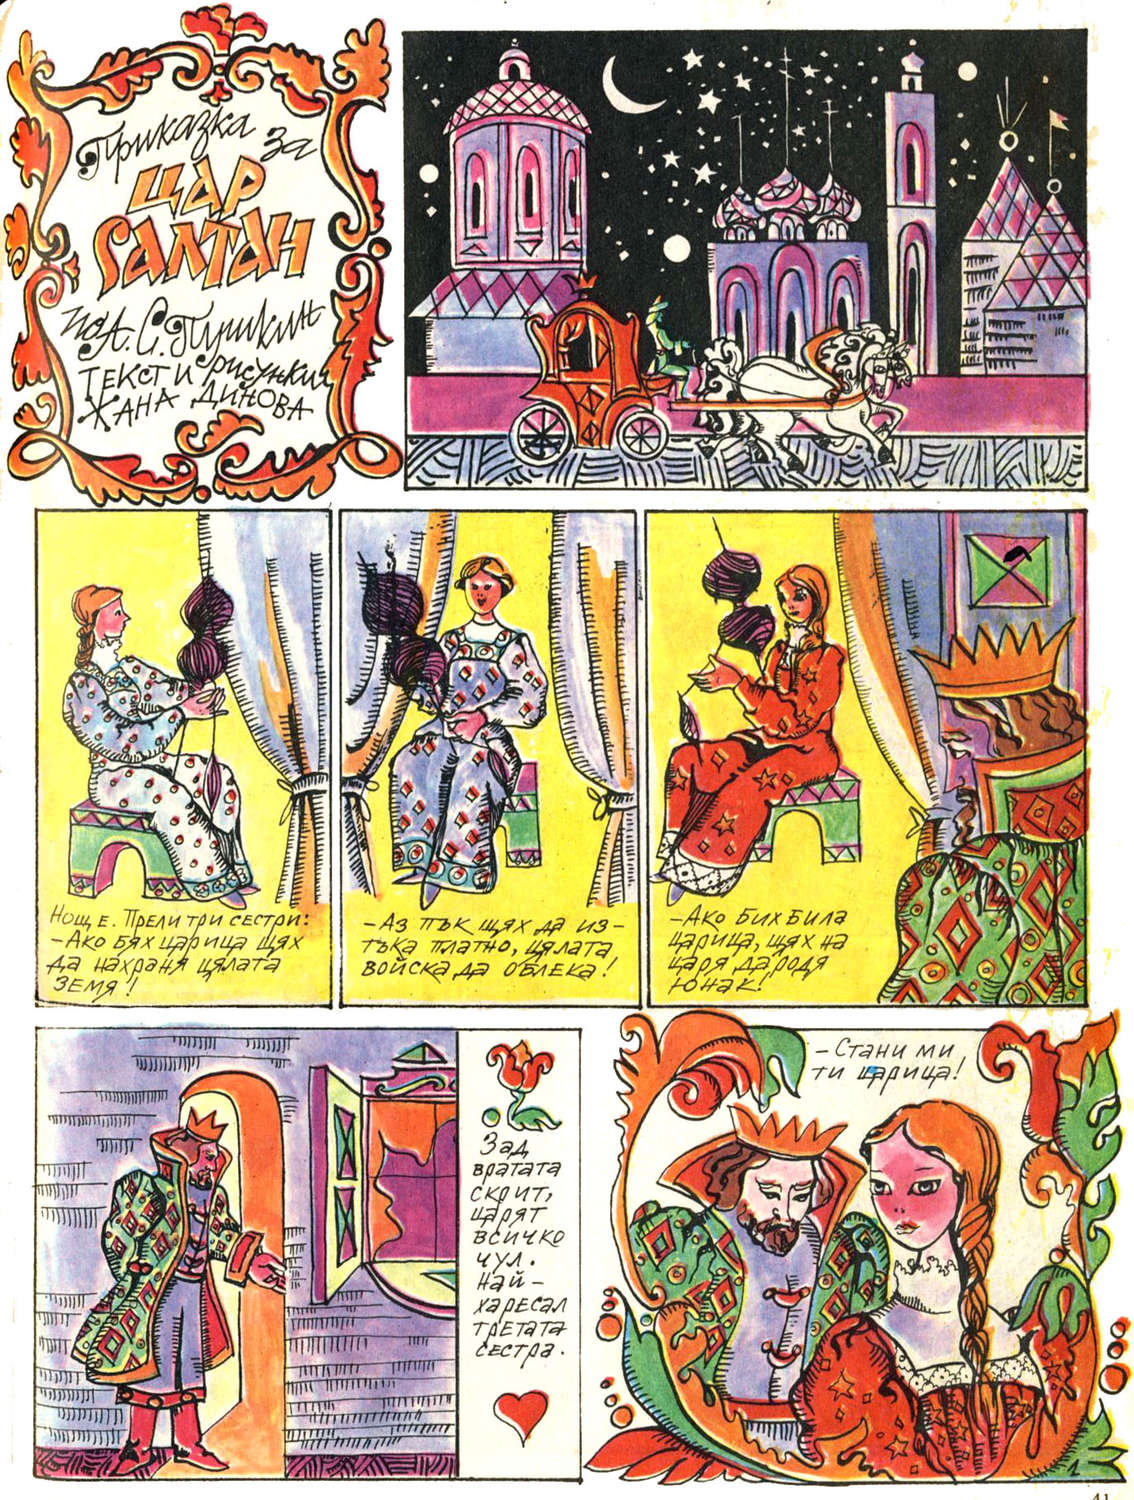 Приказка за
ЦАР
САЛТАН
по А. С. Пушкин
ТЕКСТ И РИСУНКИ
ЖАНА ДИНОВА
НОЩ Е. ПРЕЛИ ТРИ СЕСТРИ:
– АКО БЯХ ЦАРИЦА ЩЯХ
ДА НАХРАНЯ ЦЯЛАТА
ЗЕМЯ!
– АЗ ПЪК ЩЯХ ДА ИЗ-
ТЪКА ПЛАТНО, ЦЯЛАТА
ВОЙСКА ДА ОБЛЕКА!
– АКО БИХ БИЛА
ЦАРИЦА, ЩЯХ НА
ЦАРЯ ДА РОДЯ
ЮНАК!
ЗАД
ВРАТАТА
СКРИТ,
ЦАРЯТ
ВСИЧКО
ЧУЛ.
НАЙ-
ХАРЕСАЛ
ТРЕТАТА
СЕСТРА.
– СТАНИ МИ
ТИ ЦАРИЦА!
1
41